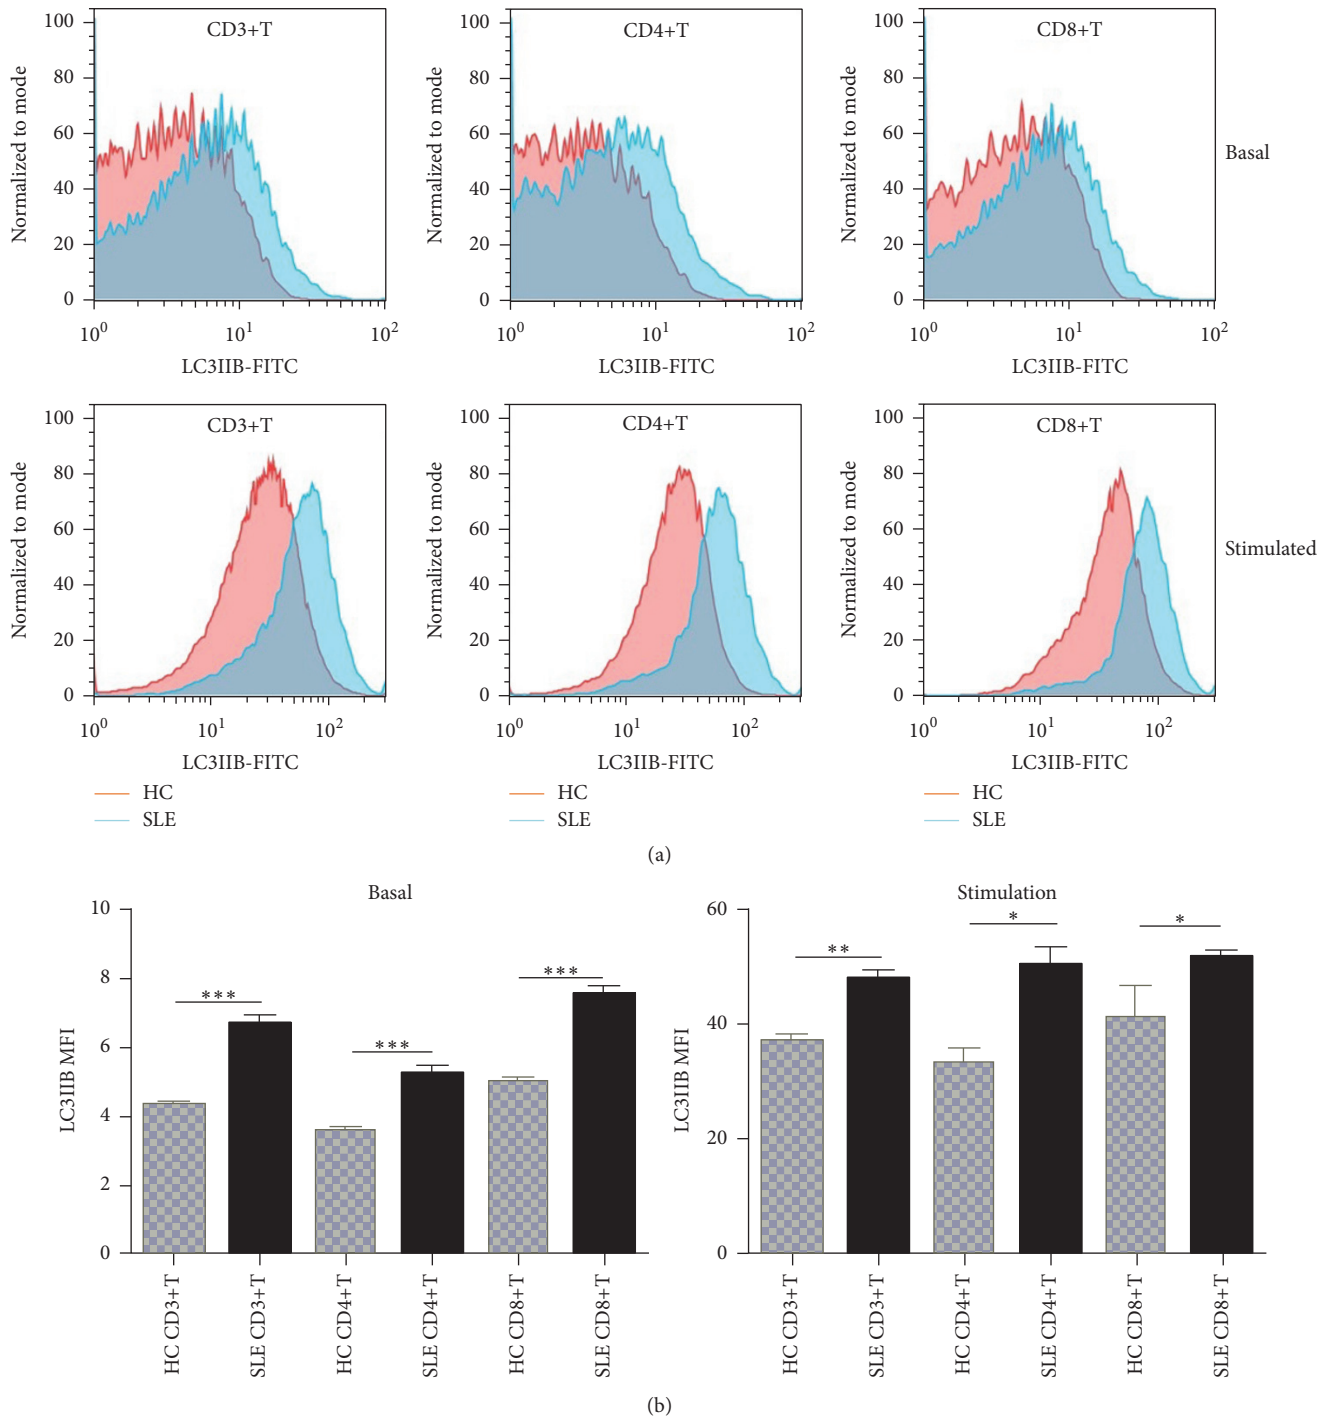 CD3+T
Normalized to mode
100
80
60
40
20
0
10^0
10^1
10^2
LC3IIB-FITC
CD4+T
Normalized to mode
100
80
60
40
20
0
10^0
10^1
10^2
LC3IIB-FITC
CD8+T
Normalized to mode
100
80
60
40
20
0
10^0
10^1
10^2
LC3IIB-FITC
Basal
CD3+T
Normalized to mode
100
80
60
40
20
0
10^0
10^1
10^2
LC3IIB-FITC
HC
SLE
CD4+T
Normalized to mode
100
80
60
40
20
0
10^0
10^1
10^2
LC3IIB-FITC
HC
SLE
CD8+T
Normalized to mode
100
80
60
40
20
0
10^0
10^1
10^2
LC3IIB-FITC
HC
SLE
Stimulated
(a)
Basal
LC3IIB MFI
10
8
6
4
2
0
***
***
***
HC CD3+T
SLE CD3+T
HC CD4+T
SLE CD4+T
HC CD8+T
SLE CD8+T
Stimulation
LC3IIB MFI
60
40
20
0
**
*
*
HC CD3+T
SLE CD3+T
HC CD4+T
SLE CD4+T
HC CD8+T
SLE CD8+T
(b)